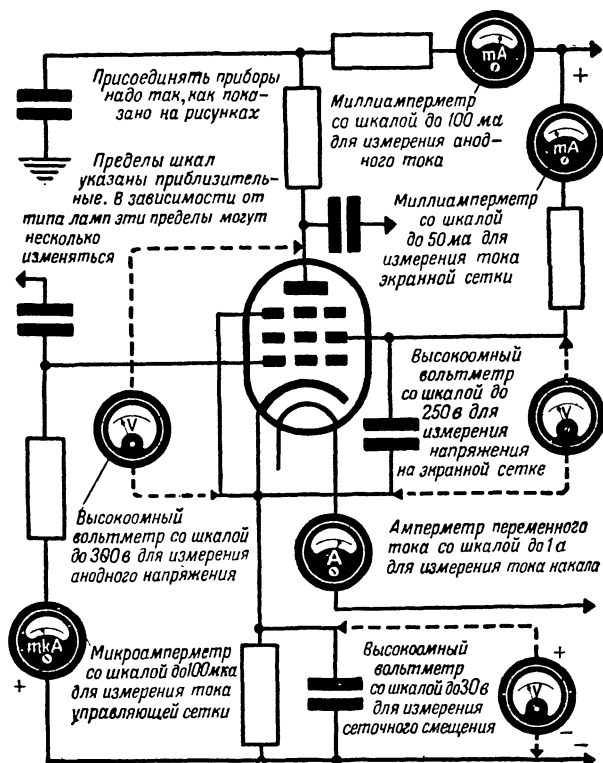 Присоединять приборы
надо так, как пока-
зано на рисунках
mA
+
Миллиамперметр
со шкалой до 100 ма
для измерения анод-
ного тока
mA
Пределы шкал
указаны приблизитель-
ные. В зависимости от
типа ламп эти пределы могут
несколько
изменяться
Миллиамперметр
со шкалой
до 50 ма для
измерения тока
экранной сетки
V
Высокоомный
вольтметр
со шкалой до
250 в для
измерения
напряжения
на экранной сетке
V
Высокоомный
вольтметр со шкалой
до 300 в для измерения
анодного напряжения
A
Амперметр переменного
тока со шкалой до 1 а
для измерения тока накала
mkA
+
Микроамперметр
со шкалой до 100 мка
для измерения тока
управляющей сетки
Высокоомный
вольтметр
со шкалой до 30 в
для измерения
сеточного смещения
+
V
–
–